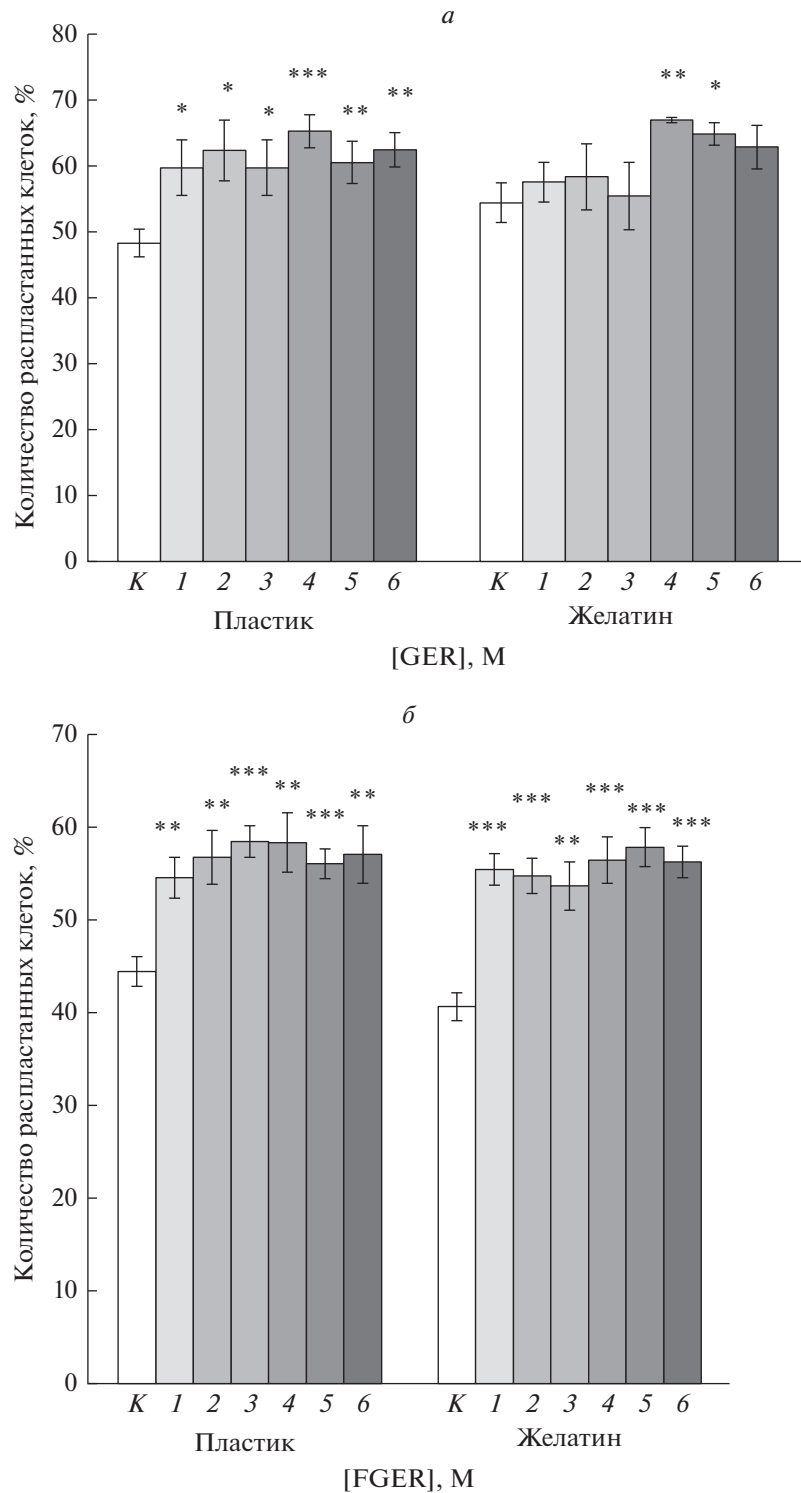 а
Количество распластанных клеток, %
80
70
60
50
40
30
20
10
0
* * * *** ** ** ** *
K 1 2 3 4 5 6 K 1 2 3 4 5 6
Пластик Желатин
[GER], М
б
Количество распластанных клеток, %
70
60
50
40
30
20
10
0
** ** *** ** *** ** *** *** ** *** *** ***
K 1 2 3 4 5 6 K 1 2 3 4 5 6
Пластик Желатин
[FGER], М